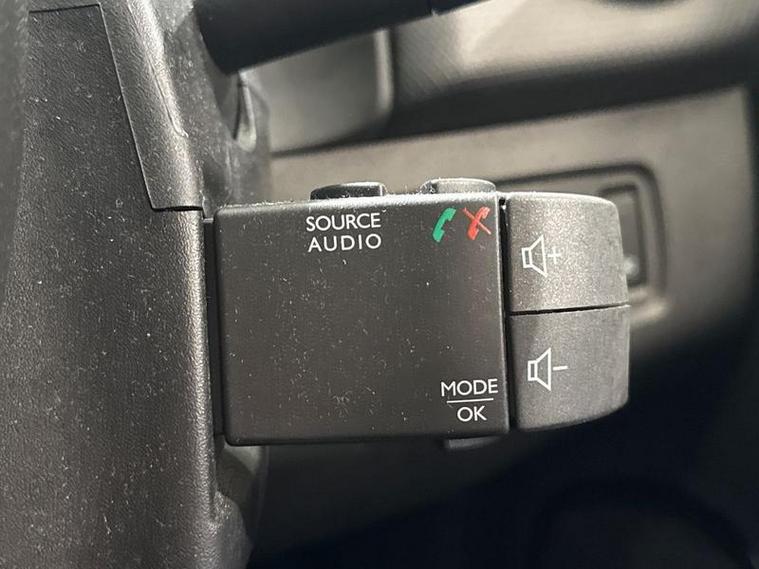 SOURCE
AUDIO
+
MODE
OK
-